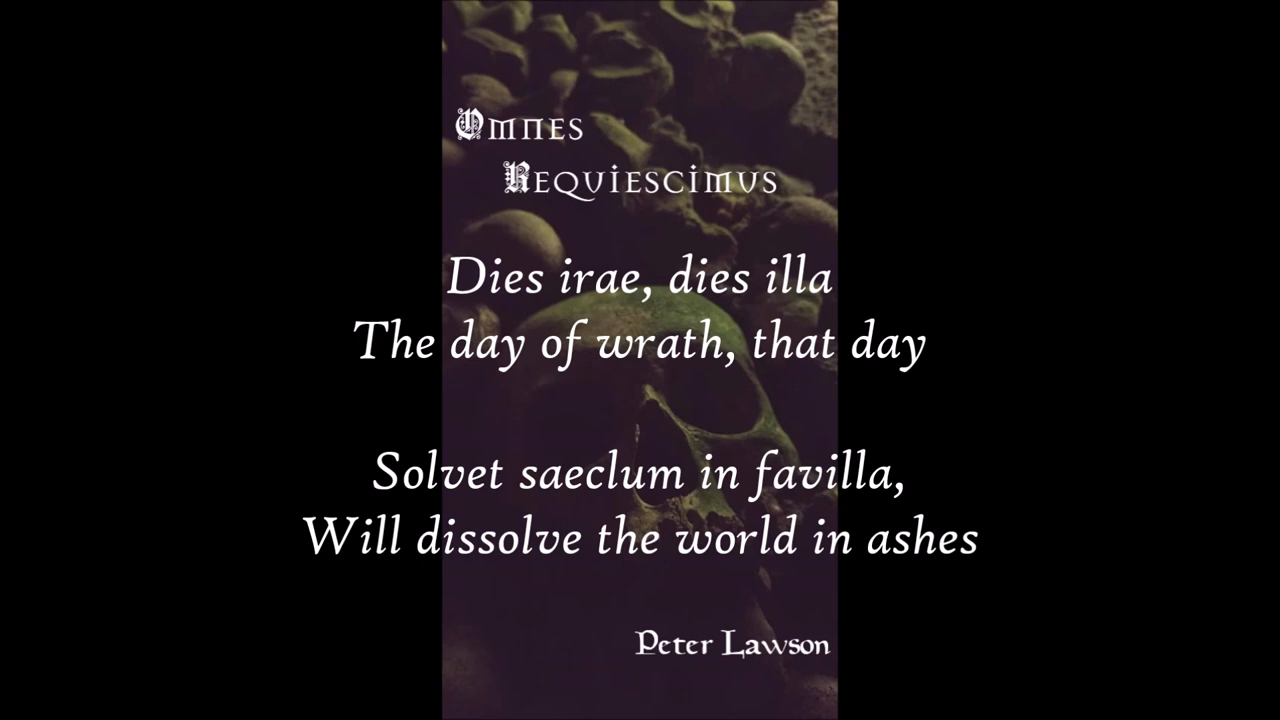 Omnes
Requiescimus
Dies irae, dies illa
The day of wrath, that day
Solvet saeclum in favilla,
Will dissolve the world in ashes
Peter Lawson